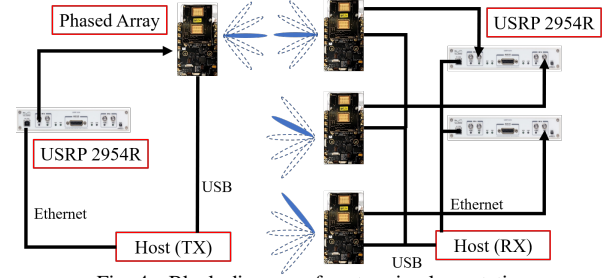 Phased Array
USRP 2954R
USRP 2954R
USB
Ethernet
Ethernet
Host (TX)
Host (RX)
USB